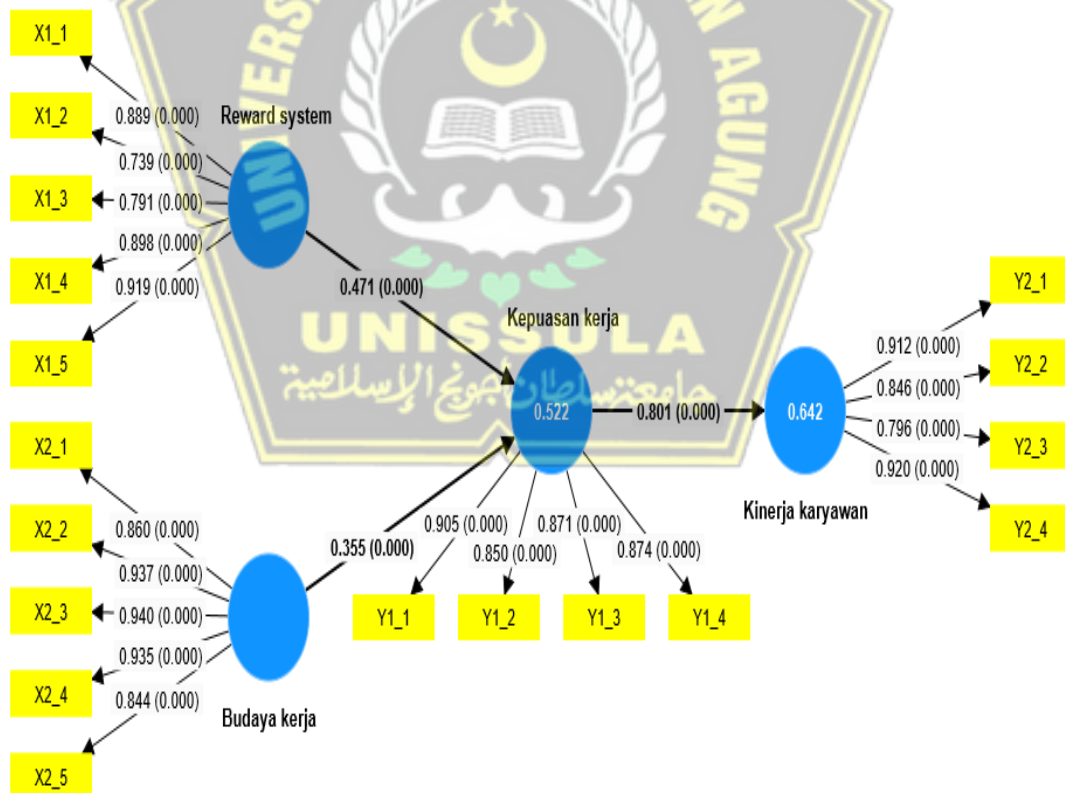 X1_1
X1_2
X1_3
X1_4
X1_5
0.889 (0.000)
0.739 (0.000)
0.791 (0.000)
0.898 (0.000)
0.919 (0.000)
Reward system
0.471 (0.000)
X2_1
X2_2
X2_3
X2_4
X2_5
0.860 (0.000)
0.937 (0.000)
0.940 (0.000)
0.935 (0.000)
0.844 (0.000)
Budaya kerja
0.355 (0.000)
Kepuasan kerja
0.522
0.905 (0.000)
0.850 (0.000)
0.871 (0.000)
0.874 (0.000)
Y1_1
Y1_2
Y1_3
Y1_4
0.801 (0.000)
0.642
Kinerja karyawan
0.912 (0.000)
0.846 (0.000)
0.796 (0.000)
0.920 (0.000)
Y2_1
Y2_2
Y2_3
Y2_4
AGUNG
UNISSULA
جامعة سلطان أجونج الإسلامية